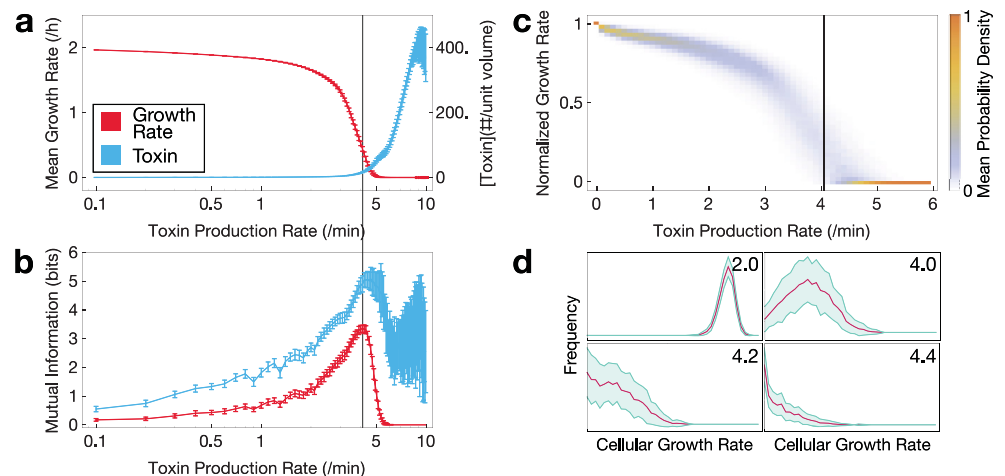 a
Mean Growth Rate (/h)
2
1
0
Growth
Rate
Toxin
400.
200.
0
[Toxin](#/unit volume)
0.1
1
5
10
Toxin Production Rate (/min)
b
Mutual Information (bits)
6
5
4
3
2
1
0
0.1
1
5
10
Toxin Production Rate (/min)
c
Normalized Growth Rate
1
0.5
0
0
1
2
3
4
5
6
Toxin Production Rate (/min)
1
0
Mean Probability Density
d
Frequency
2.0
4.0
4.2
4.4
Cellular Growth Rate
Cellular Growth Rate